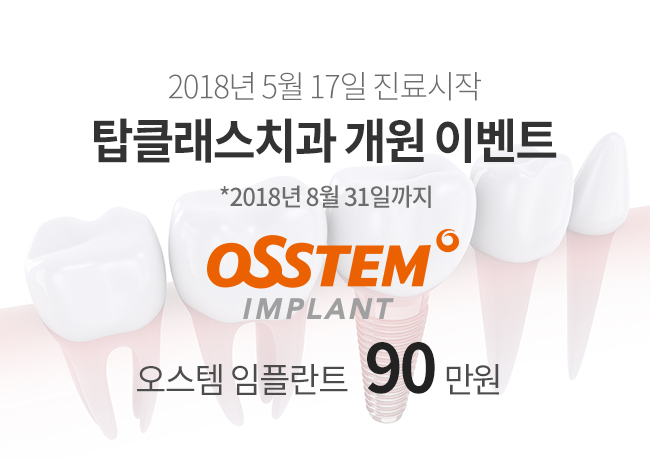 2018년 5월 17일 진료시작
탑클래스치과 개원 이벤트
*2018년 8월 31일까지
OSSTEM
IMPLANT
오스템 임플란트 90 만원